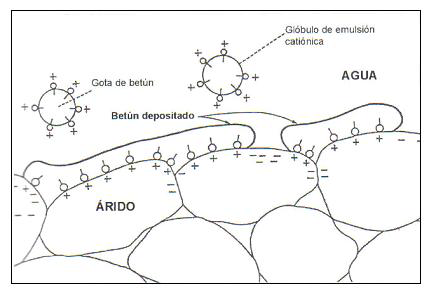 Glóbulo de emulsión
catiónica
Gota de betún
AGUA
Betún depositado
ÁRIDO